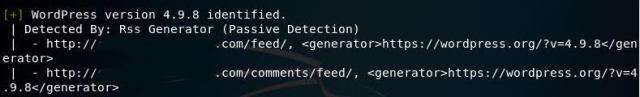 [+] WordPress version 4.9.8 identified.
| Detected By: Rss Generator (Passive Detection)
|  - http://                .com/feed/, <generator>https://wordpress.org/?v=4.9.8</gen
erator>
|  - http://                .com/comments/feed/, <generator>https://wordpress.org/?v=4
.9.8</generator>